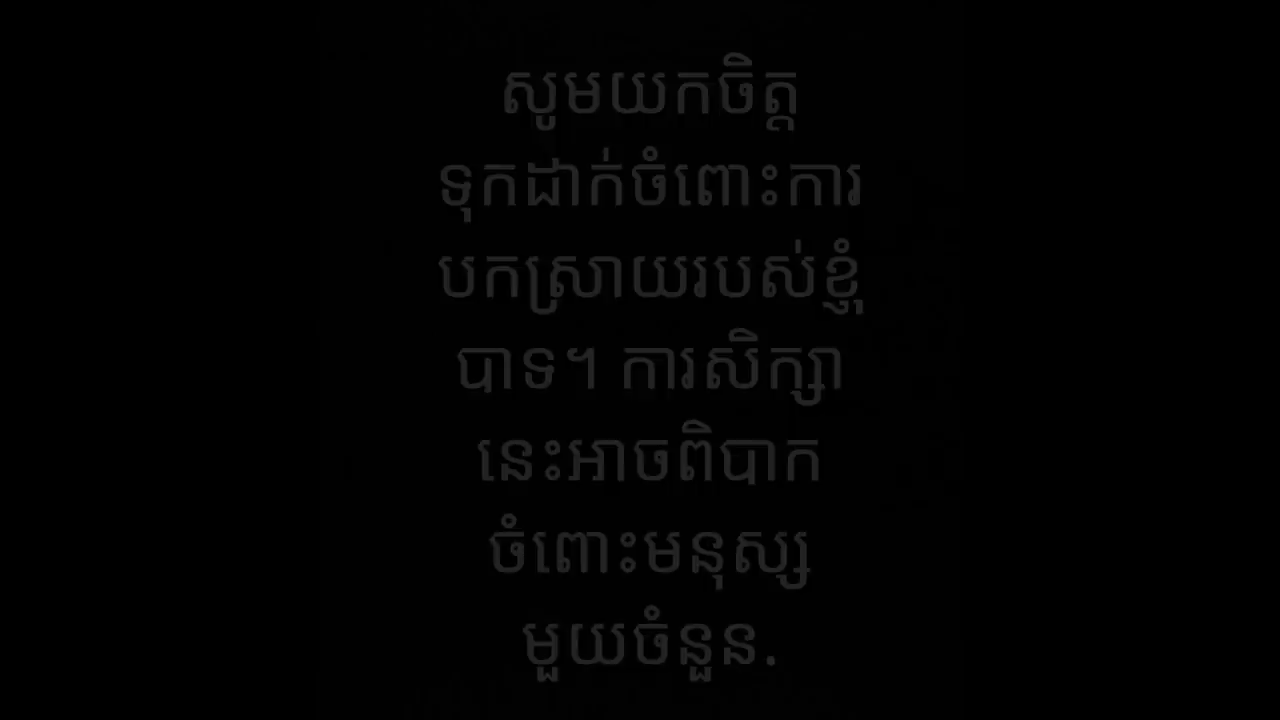 សូមយកចិត្ត
ទុកដាក់ចំពោះការ
បកស្រាយរបស់ខ្ញុំ
បាទ។ ការសិក្សា
នេះអាចពិបាក
ចំពោះមនុស្ស
មួយចំនួន.